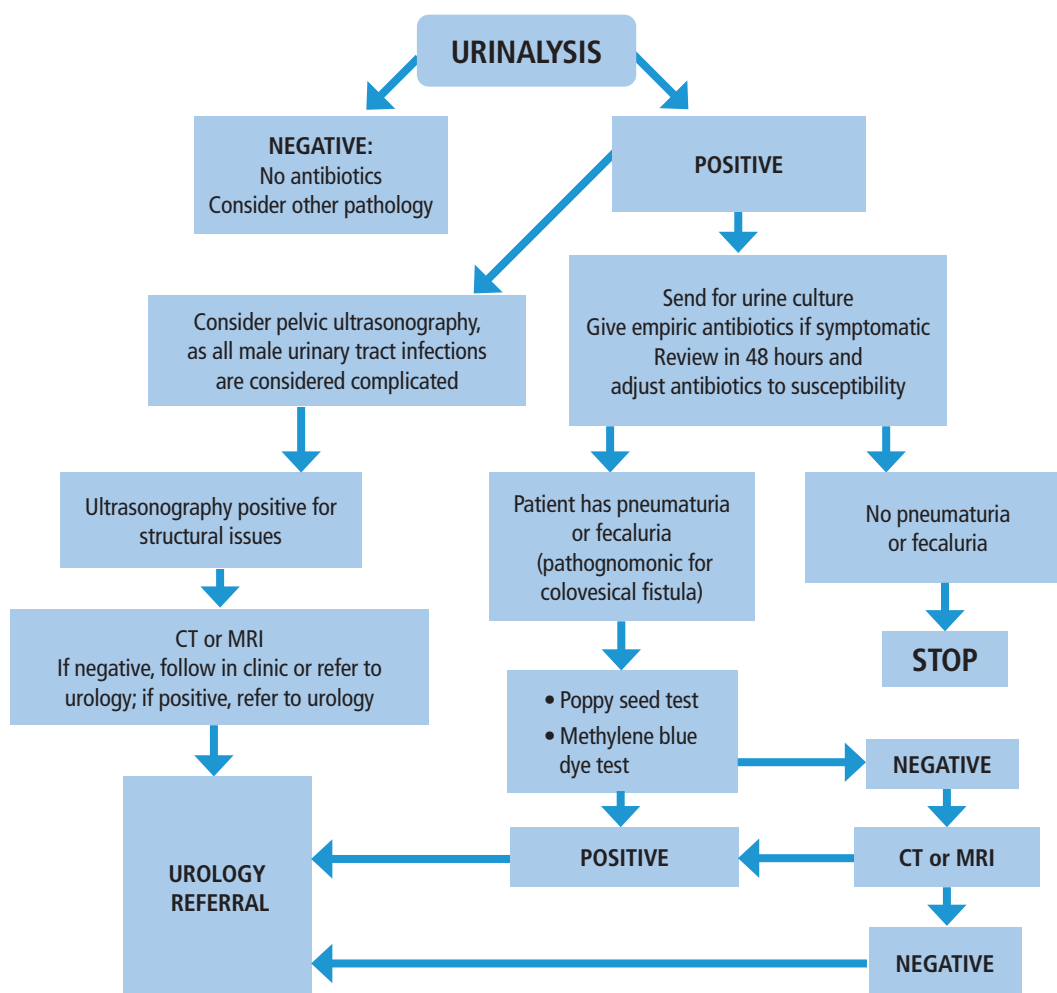 URINALYSIS
NEGATIVE:
No antibiotics
Consider other pathology
POSITIVE
Consider pelvic ultrasonography,
as all male urinary tract infections
are considered complicated
Send for urine culture
Give empiric antibiotics if symptomatic
Review in 48 hours and
adjust antibiotics to susceptibility
Ultrasonography positive for
structural issues
Patient has pneumaturia
or fecaluria
(pathognomonic for
colovesical fistula)
No pneumaturia
or fecaluria
CT or MRI
If negative, follow in clinic or refer to
urology; if positive, refer to urology
STOP
• Poppy seed test
• Methylene blue
dye test
NEGATIVE
UROLOGY
REFERRAL
POSITIVE
CT or MRI
NEGATIVE